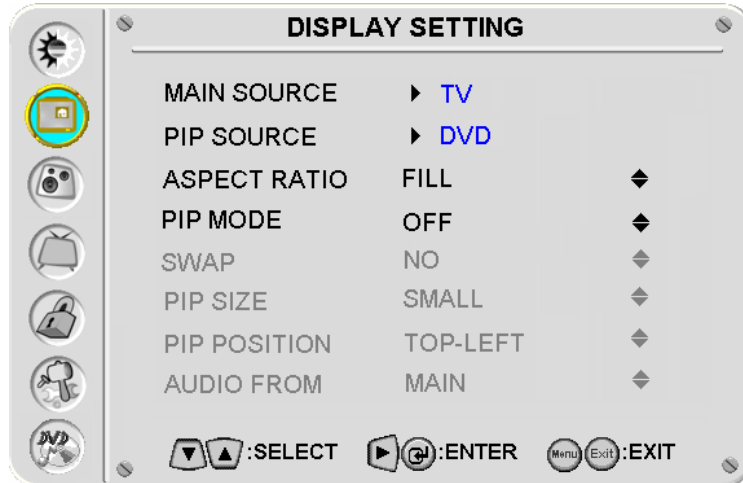 DISPLAY SETTING
MAIN SOURCE TV
PIP SOURCE DVD
ASPECT RATIO FILL
PIP MODE OFF
SWAP NO
PIP SIZE SMALL
PIP POSITION TOP-LEFT
AUDIO FROM MAIN
DVD
:SELECT :ENTER Menu Exit :EXIT